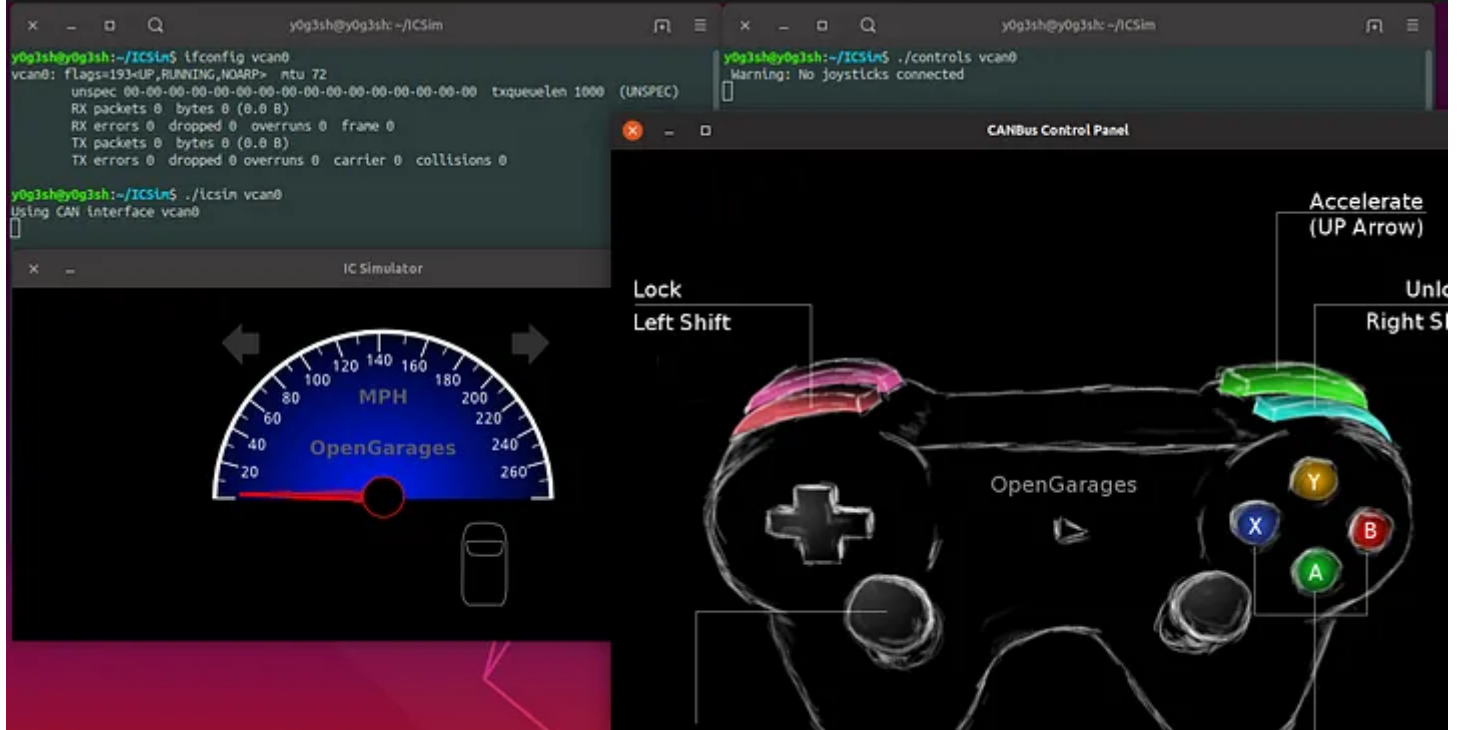 y0g3sh@y0g3sh: ~/ICSim
y0g3sh@y0g3sh:~/ICSim$ ifconfig vcan0
vcan0: flags=193<UP,RUNNING,NOARP>  mtu 72
unspec 00-00-00-00-00-00-00-00-00-00-00-00-00-00-00-00  txqueuelen 1000  (UNSPEC)
RX packets 0  bytes 0 (0.0 B)
RX errors 0  dropped 0  overruns 0  frame 0
TX packets 0  bytes 0 (0.0 B)
TX errors 0  dropped 0 overruns 0  carrier 0  collisions 0
y0g3sh@y0g3sh:~/ICSim$ ./icsim vcan0
Using CAN interface vcan0
y0g3sh@y0g3sh: ~/ICSim
y0g3sh@y0g3sh:~/ICSim$ ./controls vcan0
Warning: No joysticks connected
IC Simulator
20
40
60
80
100
120
140
160
180
200
220
240
260
MPH
OpenGarages
CANBus Control Panel
Accelerate
(UP Arrow)
Lock
Left Shift
Unlo
Right S
OpenGarages
Y
X
B
A